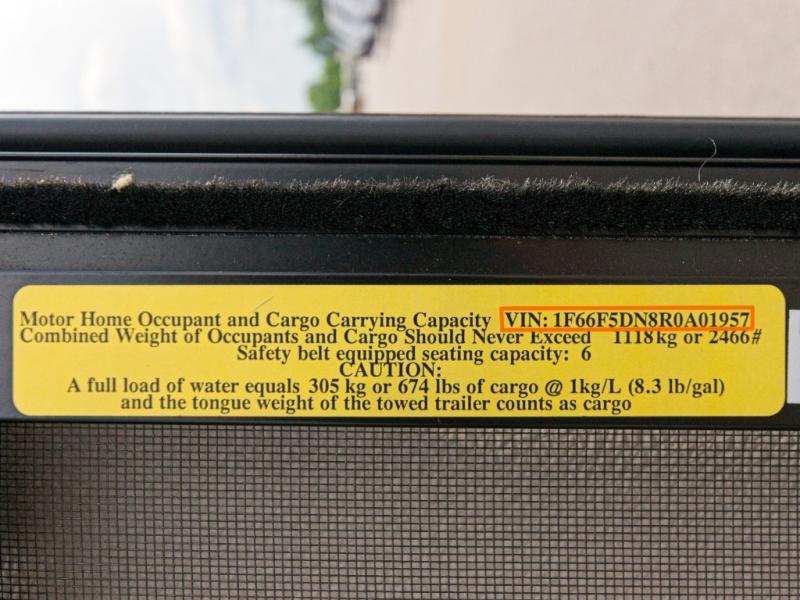 Motor Home Occupant and Cargo Carrying Capacity VIN: 1F66F5DN8R0A01957
Combined Weight of Occupants and Cargo Should Never Exceed 1118kg or 2466#
Safety belt equipped seating capacity: 6
CAUTION:
A full load of water equals 305 kg or 674 lbs of cargo @ 1kg/L (8.3 lb/gal)
and the tongue weight of the towed trailer counts as cargo